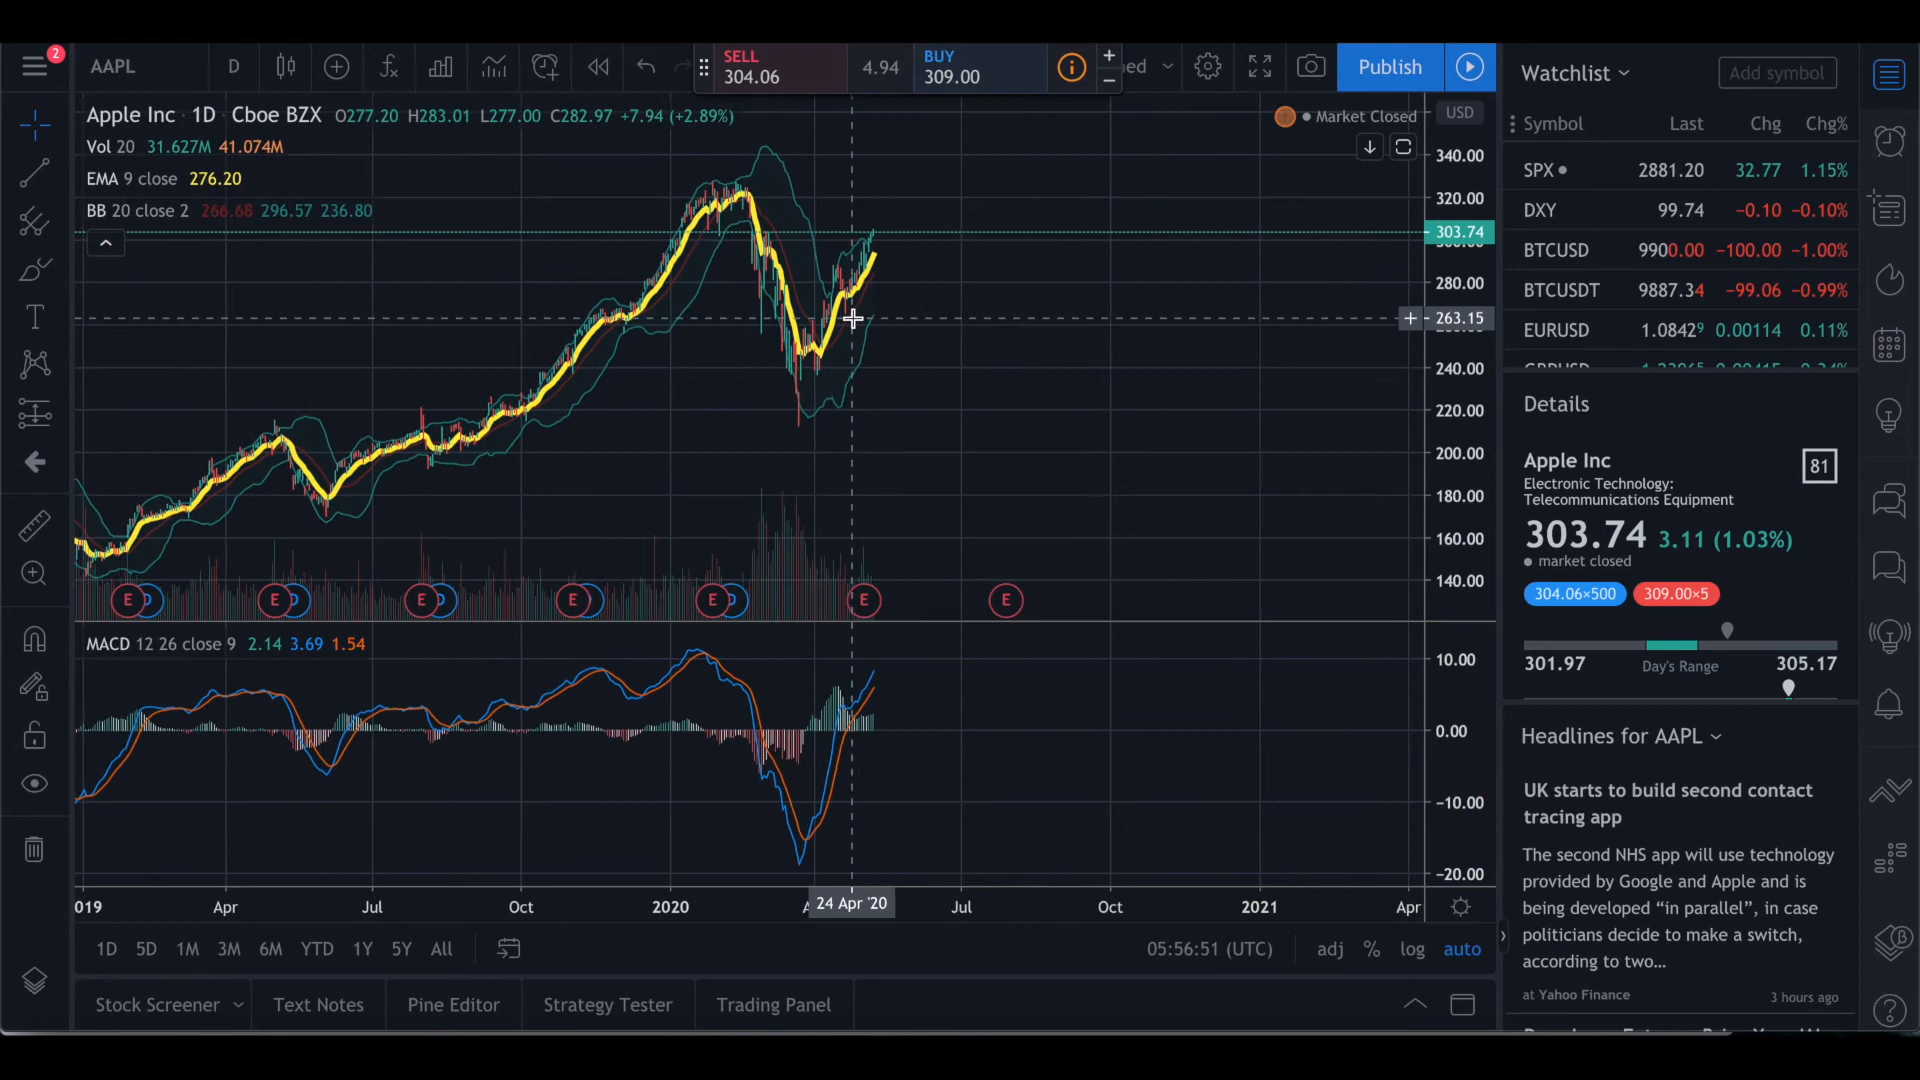 2
AAPL
D
SELL
304.06
4.94
BUY
309.00
Publish
Apple Inc · 1D · Cboe BZX O277.20 H283.01 L277.00 C282.97 +7.94 (+2.89%)
Market Closed
USD
Vol 20 31.627M 41.074M
EMA 9 close 276.20
BB 20 close 2 266.68 296.57 236.80
340.00
320.00
303.74
280.00
263.15
240.00
220.00
200.00
180.00
160.00
140.00
E D E D E D E E D E E
MACD 12 26 close 9 2.14 3.69 1.54
10.00
0.00
−10.00
−20.00
019 Apr Jul Oct 2020 24 Apr '20 Jul Oct 2021 Apr
1D 5D 1M 3M 6M YTD 1Y 5Y All
05:56:51 (UTC) adj % log auto
Stock Screener Text Notes Pine Editor Strategy Tester Trading Panel
Watchlist
Add symbol
Symbol Last Chg Chg%
SPX 2881.20 32.77 1.15%
DXY 99.74 −0.10 −0.10%
BTCUSD 9900.00 −100.00 −1.00%
BTCUSDT 9887.34 −99.06 −0.99%
EURUSD 1.08429 0.00114 0.11%
Details
Apple Inc
81
Electronic Technology:
Telecommunications Equipment
303.74 3.11 (1.03%)
market closed
304.06×500 309.00×5
301.97 Day's Range 305.17
Headlines for AAPL
UK starts to build second contact
tracing app
The second NHS app will use technology
provided by Google and Apple and is
being developed “in parallel”, in case
politicians decide to make a switch,
according to two...
at Yahoo Finance 3 hours ago